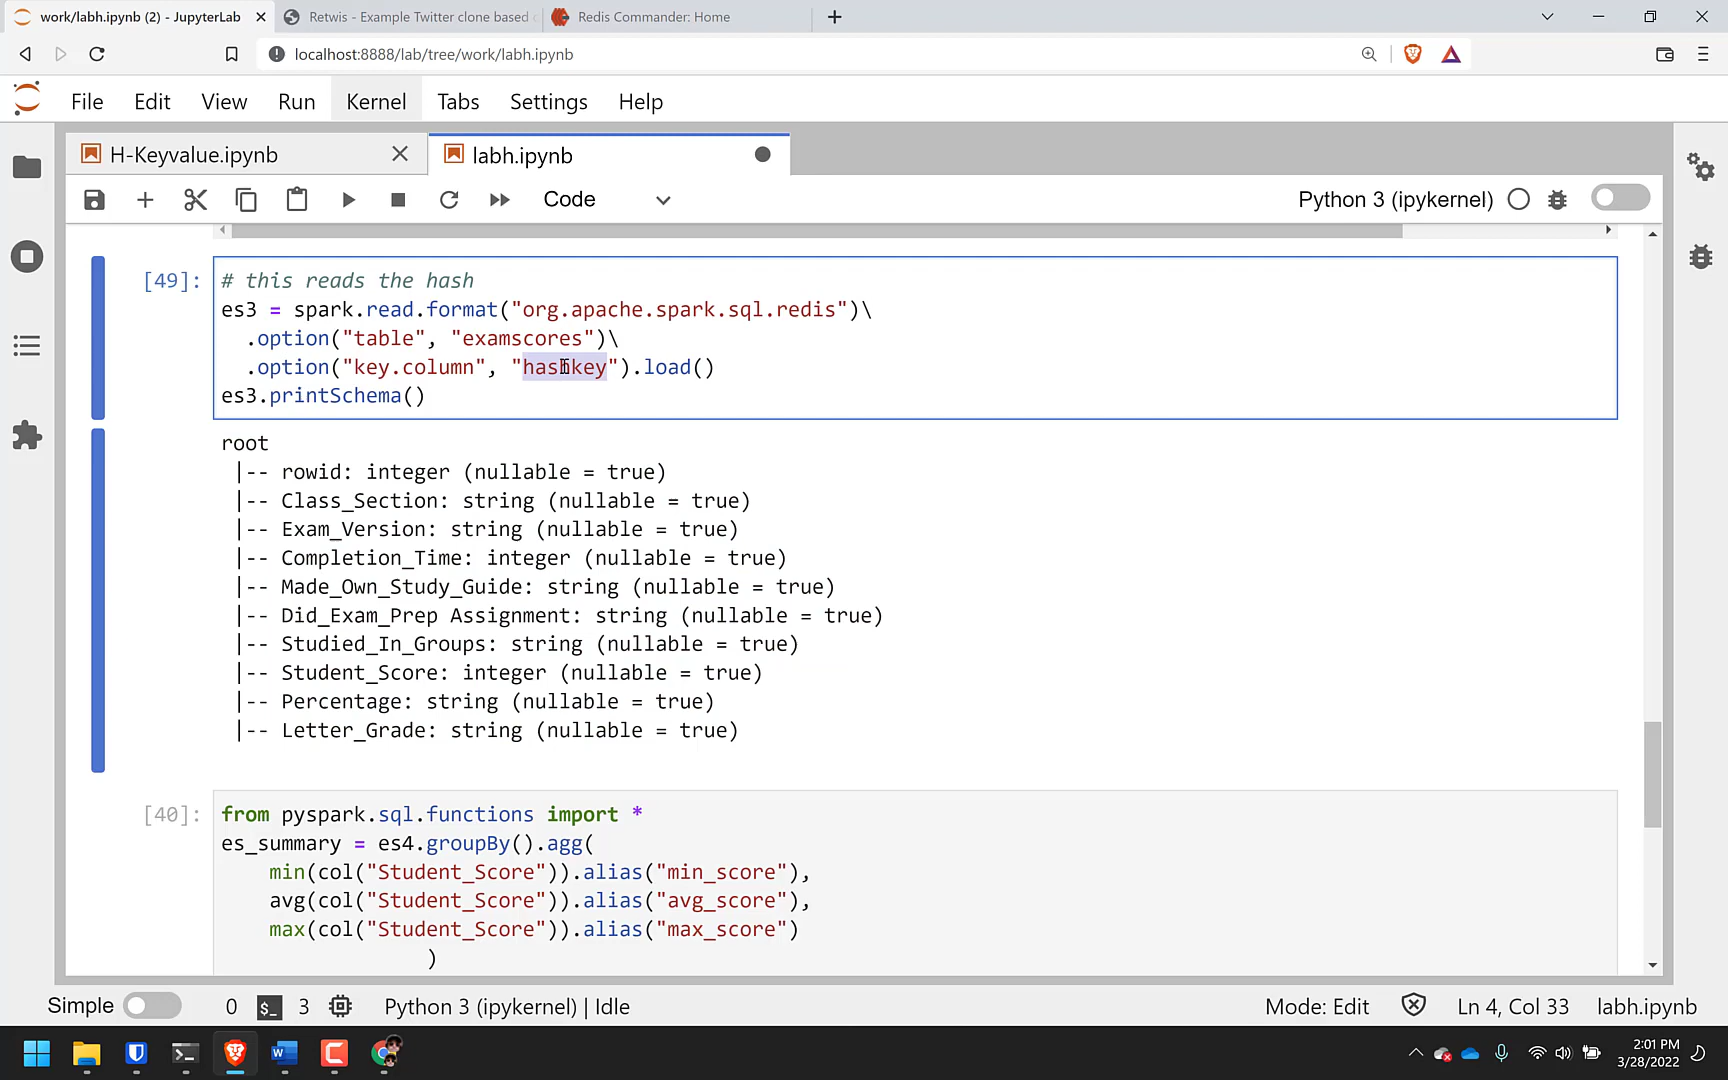 work/labh.ipynb (2) - JupyterLab
Retwis - Example Twitter clone based
Redis Commander: Home
localhost:8888/lab/tree/work/labh.ipynb
File Edit View Run Kernel Tabs Settings Help
H-Keyvalue.ipynb
labh.ipynb
Code
Python 3 (ipykernel)
[49]: # this reads the hash
es3 = spark.read.format("org.apache.spark.sql.redis")\
.option("table", "examscores")\
.option("key.column", "hashkey").load()
es3.printSchema()
root
|-- rowid: integer (nullable = true)
|-- Class_Section: string (nullable = true)
|-- Exam_Version: string (nullable = true)
|-- Completion_Time: integer (nullable = true)
|-- Made_Own_Study_Guide: string (nullable = true)
|-- Did_Exam_Prep Assignment: string (nullable = true)
|-- Studied_In_Groups: string (nullable = true)
|-- Student_Score: integer (nullable = true)
|-- Percentage: string (nullable = true)
|-- Letter_Grade: string (nullable = true)
[40]: from pyspark.sql.functions import *
es_summary = es4.groupBy().agg(
min(col("Student_Score")).alias("min_score"),
avg(col("Student_Score")).alias("avg_score"),
max(col("Student_Score")).alias("max_score")
)
Simple 0 $_ 3 Python 3 (ipykernel) | Idle Mode: Edit Ln 4, Col 33 labh.ipynb
2:01 PM
3/28/2022